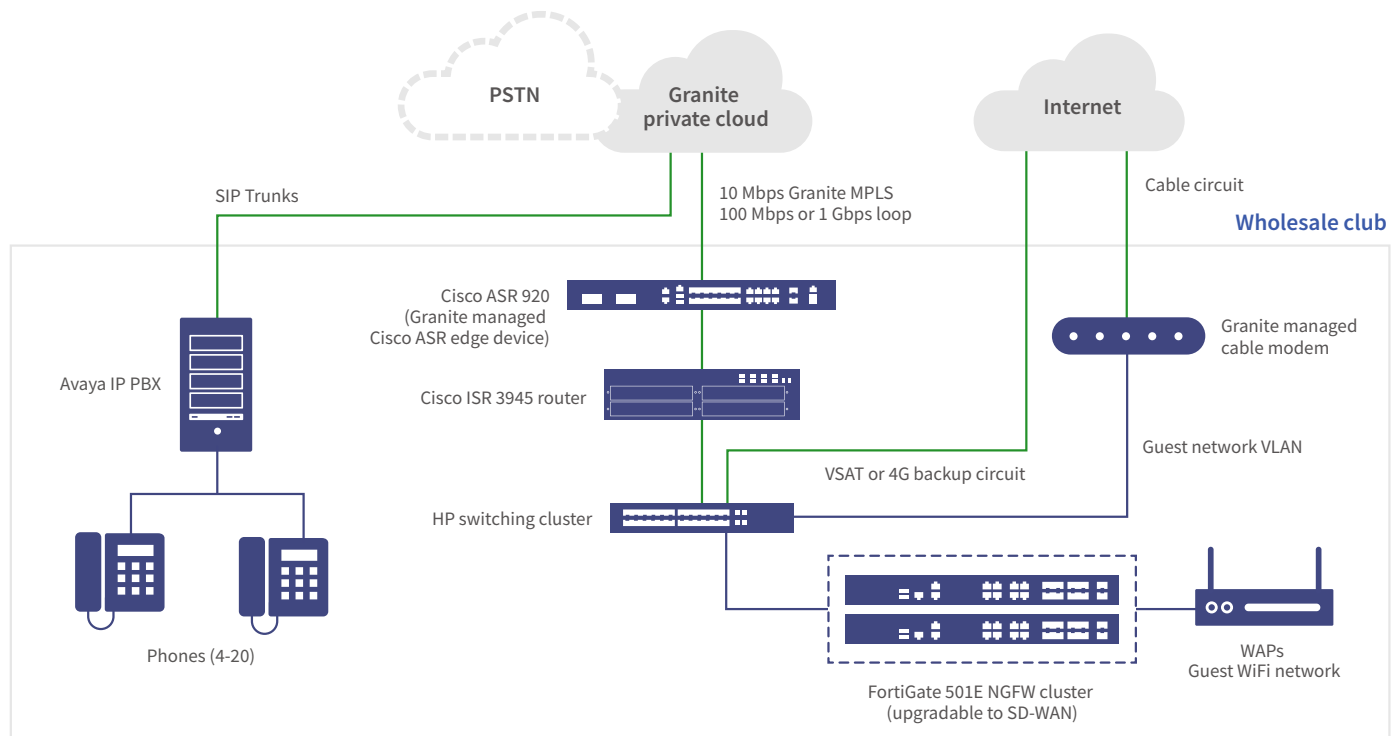 PSTN
Granite
private cloud
Internet
SIP Trunks
10 Mbps Granite MPLS
100 Mbps or 1 Gbps loop
Cable circuit
Wholesale club
Cisco ASR 920
(Granite managed
Cisco ASR edge device)
Granite managed
cable modem
Avaya IP PBX
Cisco ISR 3945 router
Guest network VLAN
VSAT or 4G backup circuit
HP switching cluster
Phones (4-20)
WAPs
Guest WiFi network
FortiGate 501E NGFW cluster
(upgradable to SD-WAN)